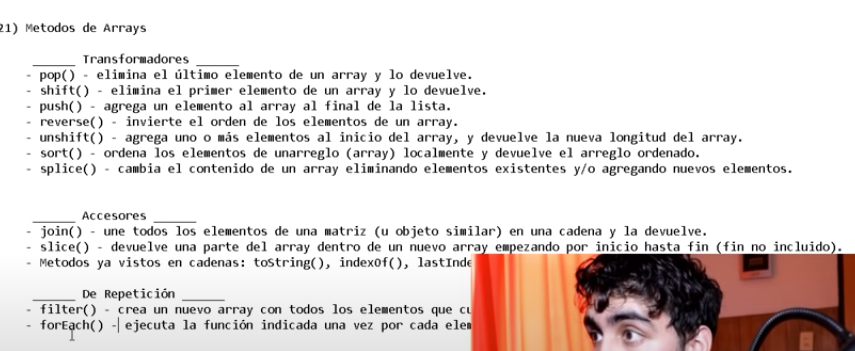 21) Metodos de Arrays
______ Transformadores ______
- pop() - elimina el último elemento de un array y lo devuelve.
- shift() - elimina el primer elemento de un array y lo devuelve.
- push() - agrega un elemento al array al final de la lista.
- reverse() - invierte el orden de los elementos de un array.
- unshift() - agrega uno o más elementos al inicio del array, y devuelve la nueva longitud del array.
- sort() - ordena los elementos de unarreglo (array) localmente y devuelve el arreglo ordenado.
- splice() - cambia el contenido de un array eliminando elementos existentes y/o agregando nuevos elementos.
______ Accesores ______
- join() - une todos los elementos de una matriz (u objeto similar) en una cadena y la devuelve.
- slice() - devuelve una parte del array dentro de un nuevo array empezando por inicio hasta fin (fin no incluido).
- Metodos ya vistos en cadenas: toString(), indexOf(),
______ De Repetición ______
- filter() - crea un nuevo array con todos los elementos que
- forEach() - ejecuta la función indicada una vez por cada